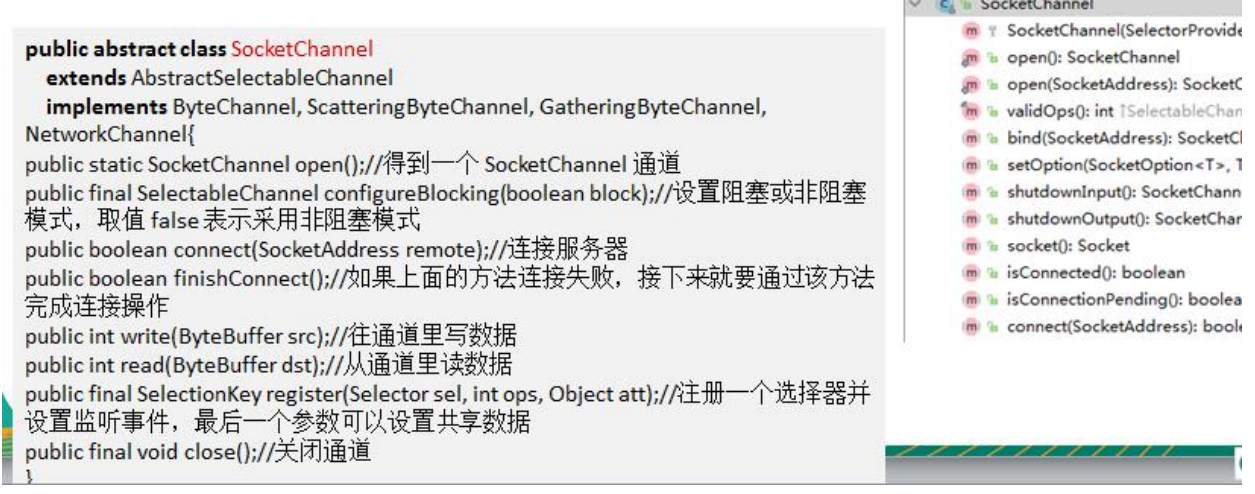 public abstract class SocketChannel
extends AbstractSelectableChannel
implements ByteChannel, ScatteringByteChannel, GatheringByteChannel,
NetworkChannel{
public static SocketChannel open();//得到一个 SocketChannel 通道
public final SelectableChannel configureBlocking(boolean block);//设置阻塞或非阻塞
模式，取值 false 表示采用非阻塞模式
public boolean connect(SocketAddress remote);//连接服务器
public boolean finishConnect();//如果上面的方法连接失败，接下来就要通过该方法
完成连接操作
public int write(ByteBuffer src);//往通道里写数据
public int read(ByteBuffer dst);//从通道里读数据
public final SelectionKey register(Selector sel, int ops, Object att);//注册一个选择器并
设置监听事件，最后一个参数可以设置共享数据
public final void close();//关闭通道
}
SocketChannel
SocketChannel(SelectorProvide
open(): SocketChannel
open(SocketAddress): SocketC
validOps(): int ↑SelectableChan
bind(SocketAddress): SocketCl
setOption(SocketOption<T>, T
shutdownInput(): SocketChann
shutdownOutput(): SocketChan
socket(): Socket
isConnected(): boolean
isConnectionPending(): boolea
connect(SocketAddress): boole